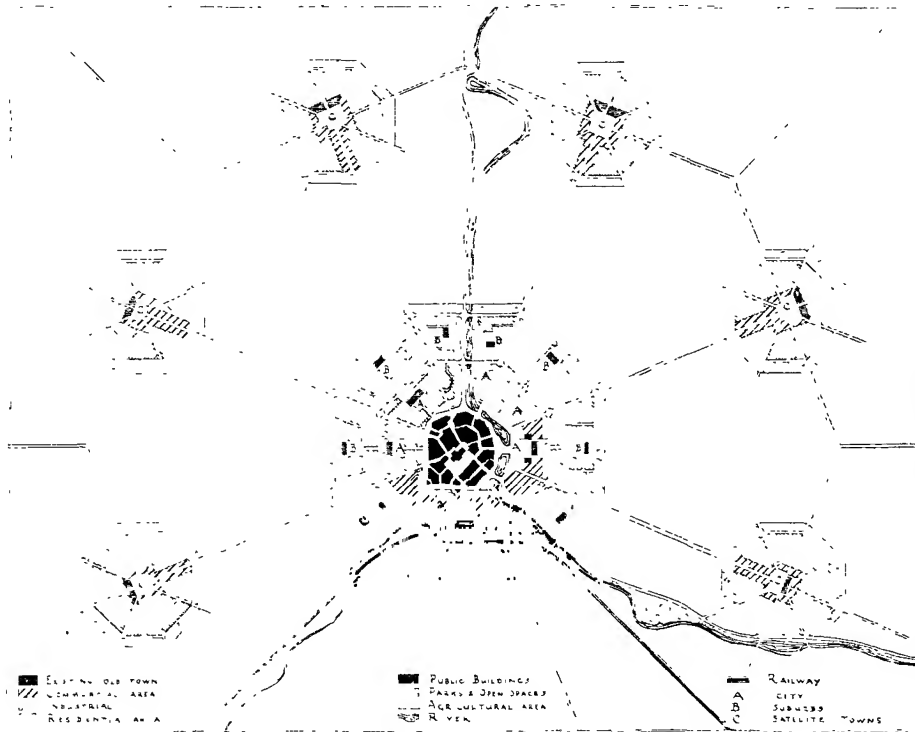 C
C
C
B
B
B
B
A
A
A
B
A
A
B
C
EXISTING OLD TOWN
COMMERCIAL AREA
INDUSTRIAL
RESIDENTIAL AREA
PUBLIC BUILDINGS
PARKS & OPEN SPACES
AGRICULTURAL AREA
RIVER
RAILWAY
A CITY
B SUBURBS
C SATELLITE TOWNS